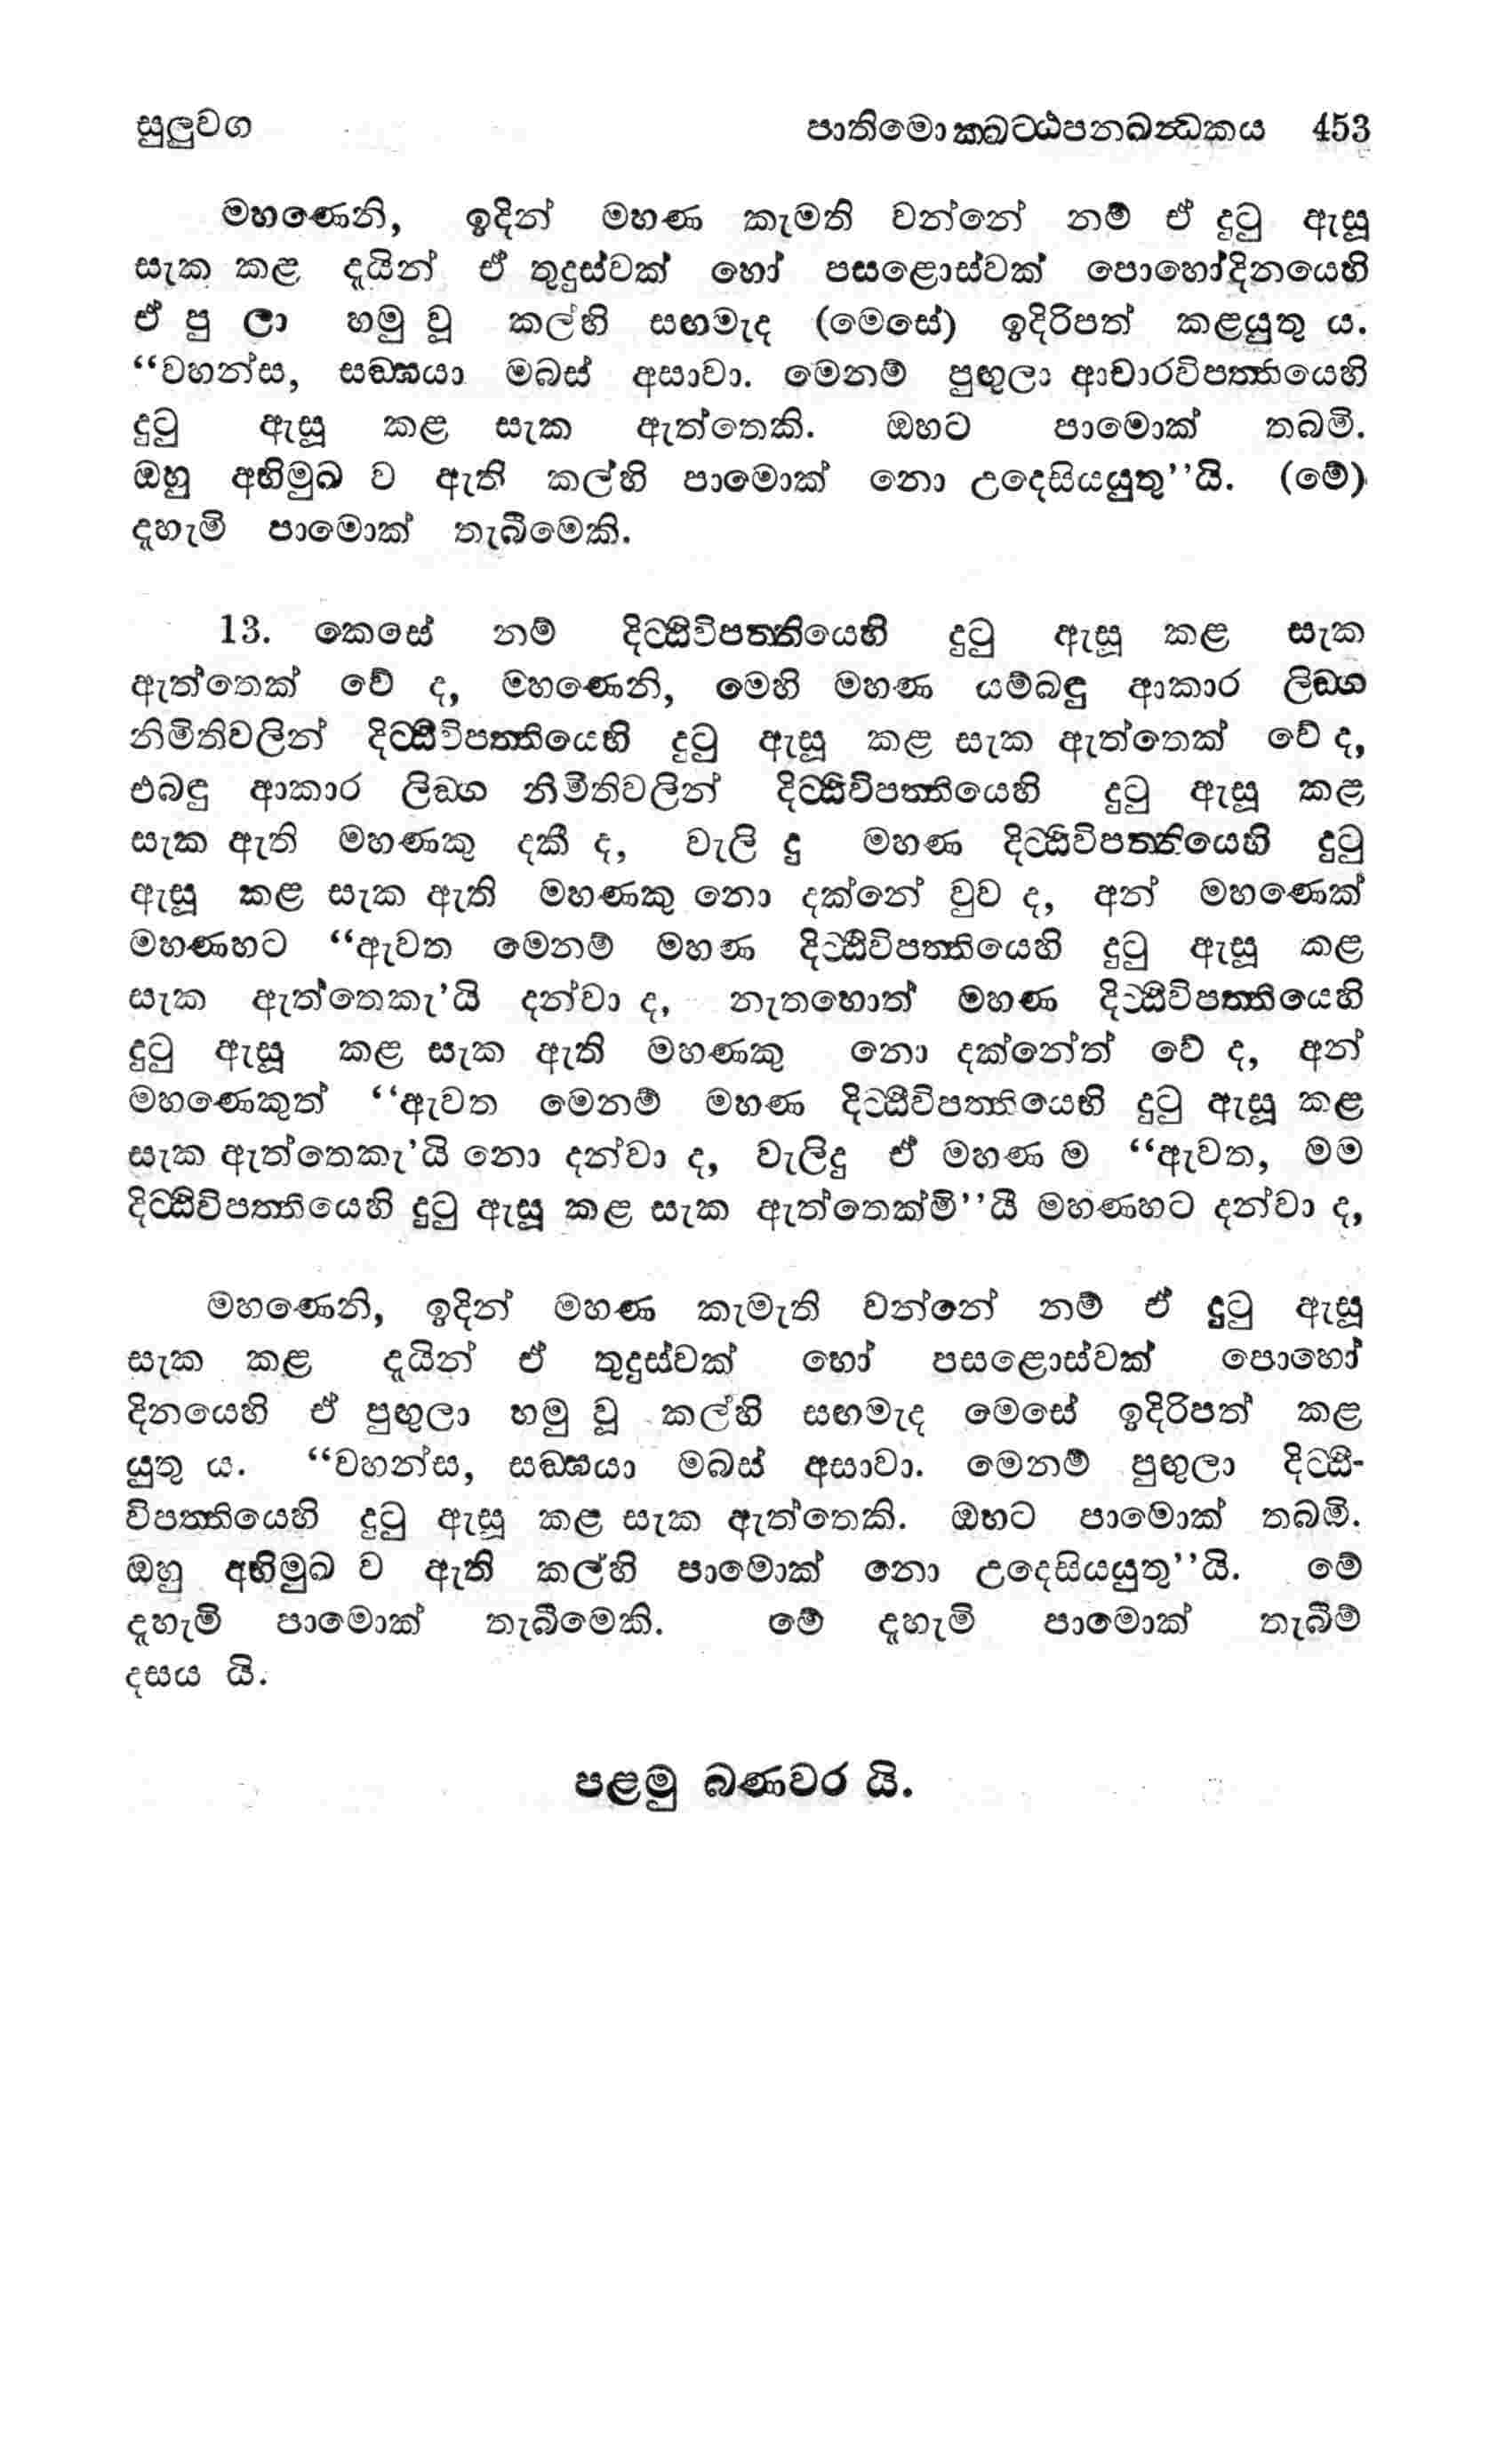 සුලුවග පාතිමොක්ඛට්ඨපනඛන්ධකය 453
මහණෙනි, ඉදින් මහණ කැමති වන්නේ නම් ඒ දුටු ඇසූ
සැක කළ දැයින් ඒ තුදුස්වක් හෝ පසළොස්වක් පොහෝදිනයෙහි
ඒ පු ලා හමු වූ කල්හි සඟමැද (මෙසේ) ඉදිරිපත් කළයුතු ය.
“වහන්ස, සඞ්ඝයා මබස් අසාවා. මෙනම් පුඟුලා ආචාරවිපත්තියෙහි
දුටු ඇසූ කළ සැක ඇත්තෙකි. ඔහට පාමොක් තබමි.
ඔහු අභිමුඛ ව ඇති කල්හි පාමොක් නො උදෙසියයුතු’’යි. (මේ)
දැහැමි පාමොක් තැබීමෙකි.
13. කෙසේ නම් දිට්ඨිවිපත්තියෙහි දුටු ඇසූ කළ සැක
ඇත්තෙක් වේ ද, මහණෙනි, මෙහි මහණ යම්බඳු ආකාර ලිඞ්ග
නිමිතිවලින් දිට්ඨිවිපත්තියෙහි දුටු ඇසූ කළ සැක ඇත්තෙක් වේ ද,
එබඳු ආකාර ලිඞ්ග නිමිතිවලින් දිට්ඨිවිපත්තියෙහි දුටු ඇසූ කළ
සැක ඇති මහණකු දකී ද, වැලි දු මහණ දිට්ඨිවිපත්තියෙහි දුටු
ඇසූ කළ සැක ඇති මහණකු නො දක්නේ වුව ද, අන් මහණෙක්
මහණහට “ඇවත මෙනම් මහණ දිට්ඨිවිපත්තියෙහි දුටු ඇසූ කළ
සැක ඇත්තෙකැ’යි දන්වා ද, නැතහොත් මහණ දිට්ඨිවිපත්තියෙහි
දුටු ඇසූ කළ සැක ඇති මහණකු නො දක්නේත් වේ ද, අන්
මහණෙකුත් ‘‘ඇවත මෙනම් මහණ දිට්ඨිවිපත්තියෙහි දුටු ඇසූ කළ
සැක ඇත්තෙකැ’යි නො දන්වා ද, වැලිදු ඒ මහණ ම “ඇවත, මම
දිට්ඨිවිපත්තියෙහි දුටු ඇසූ කළ සැක ඇත්තෙක්මි’’යී මහණහට දන්වා ද,
මහණෙනි, ඉදින් මහණ කැමැති වන්නේ නම් ඒ දුටු ඇසූ
සැක කළ දැයින් ඒ තුදුස්වක් හෝ පසළොස්වක් පොහෝ
දිනයෙහි ඒ පුඟුලා හමු වූ කල්හි සඟමැද මෙසේ ඉදිරිපත් කළ
යුතු ය. “වහන්ස, සඞ්ඝයා මබස් අසාවා. මෙනම් පුඟුලා දිට්ඨි-
විපත්තියෙහි දුටු ඇසූ කළ සැක ඇත්තෙකි. ඔහට පාමොක් තබමි.
ඔහු අභිමුඛ ව ඇති කල්හි පාමොක් නො උදෙසියයුතු’’යි. මේ
දැහැමි පාමොක් තැබීමෙකි. මේ දැහැමි පාමොක් තැබීම්
දසය යි.
පළමු බණවර යි.